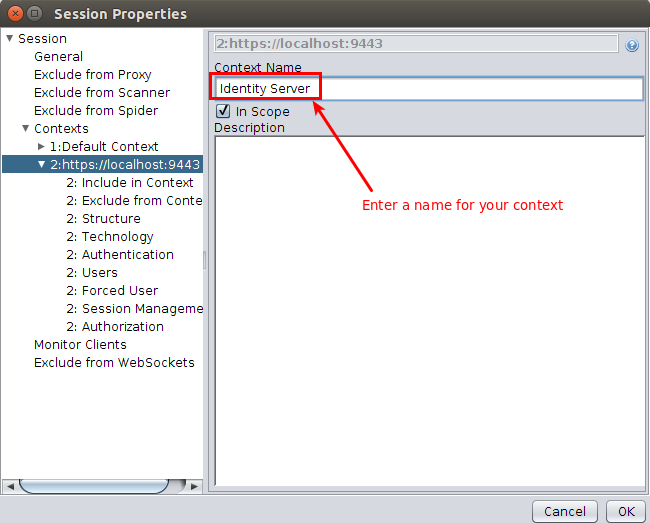 Session Properties
Session
General
Exclude from Proxy
Exclude from Scanner
Exclude from Spider
Contexts
1:Default Context
2:https://localhost:9443
2: Include in Context
2: Exclude from Conte
2: Structure
2: Technology
2: Authentication
2: Users
2: Forced User
2: Session Manageme
2: Authorization
Monitor Clients
Exclude from WebSockets
2:https://localhost:9443
?
Context Name
Identity Server
In Scope
Description
Enter a name for your context
Cancel
OK